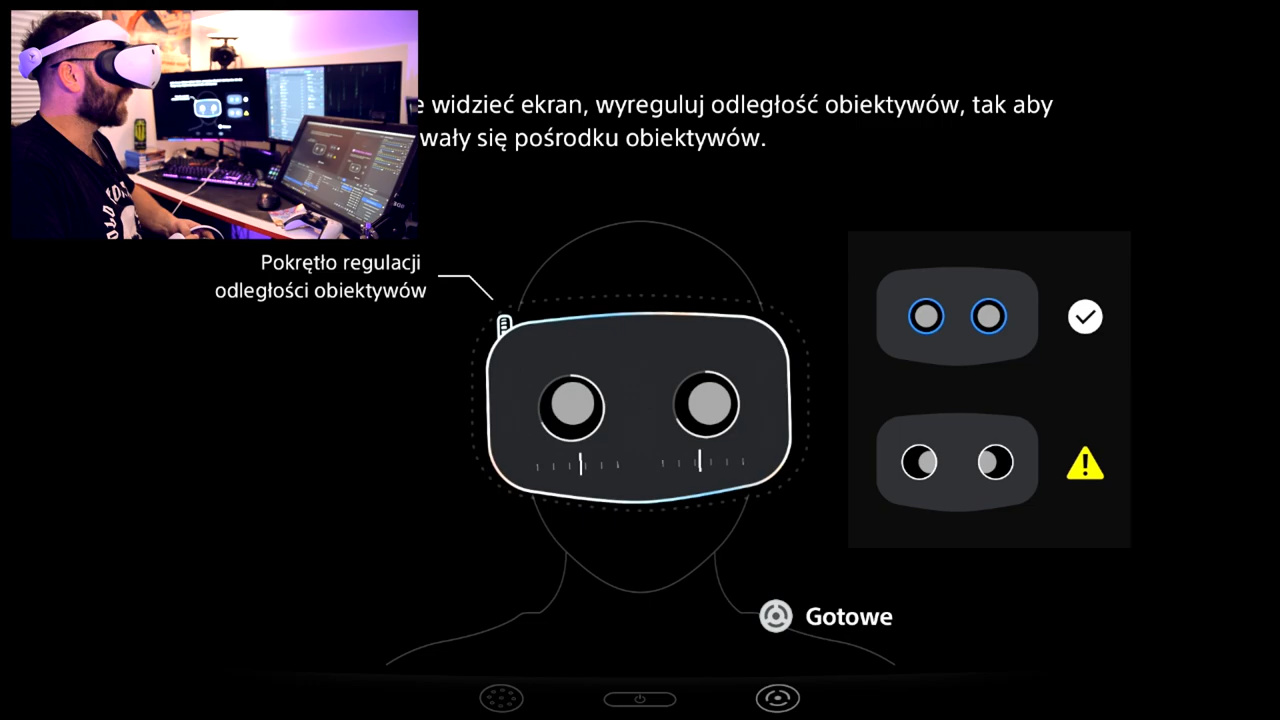 e widzieć ekran, wyreguluj odległość obiektywów, tak aby
wały się pośrodku obiektywów.
Pokrętło regulacji
odległości obiektywów
Gotowe